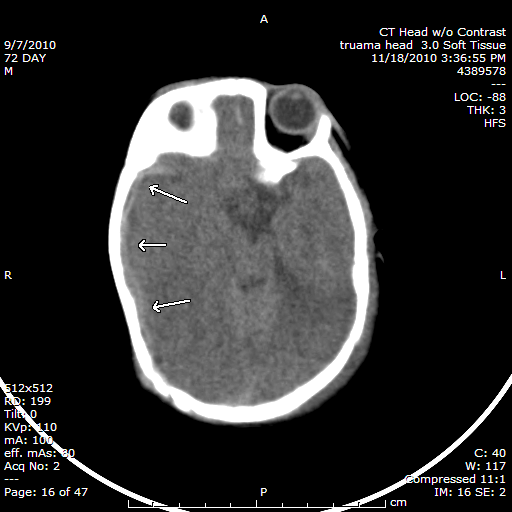 A
9/7/2010
72 DAY
M
CT Head w/o Contrast
truama head 3.0 Soft Tissue
11/18/2010 3:36:55 PM
4389578
---
LOC: -88
THK: 3
HFS
R
L
512x512
RD: 199
Tilt: 0
KVp: 110
mA: 100
eff. mAs: 80
Acq No: 2
---
Page: 16 of 47
P
cm
C: 40
W: 117
Compressed 11:1
IM: 16 SE: 2